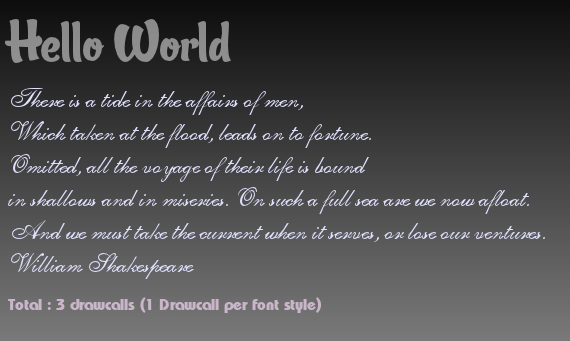 Hello World
There is a tide in the affairs of men,
Which taken at the flood, leads on to fortune.
Omitted, all the voyage of their life is bound
in shallows and in miseries. On such a full sea are we now afloat.
And we must take the current when it serves, or lose our ventures.
William Shakespeare
Total : 3 drawcalls (1 Drawcall per font style)